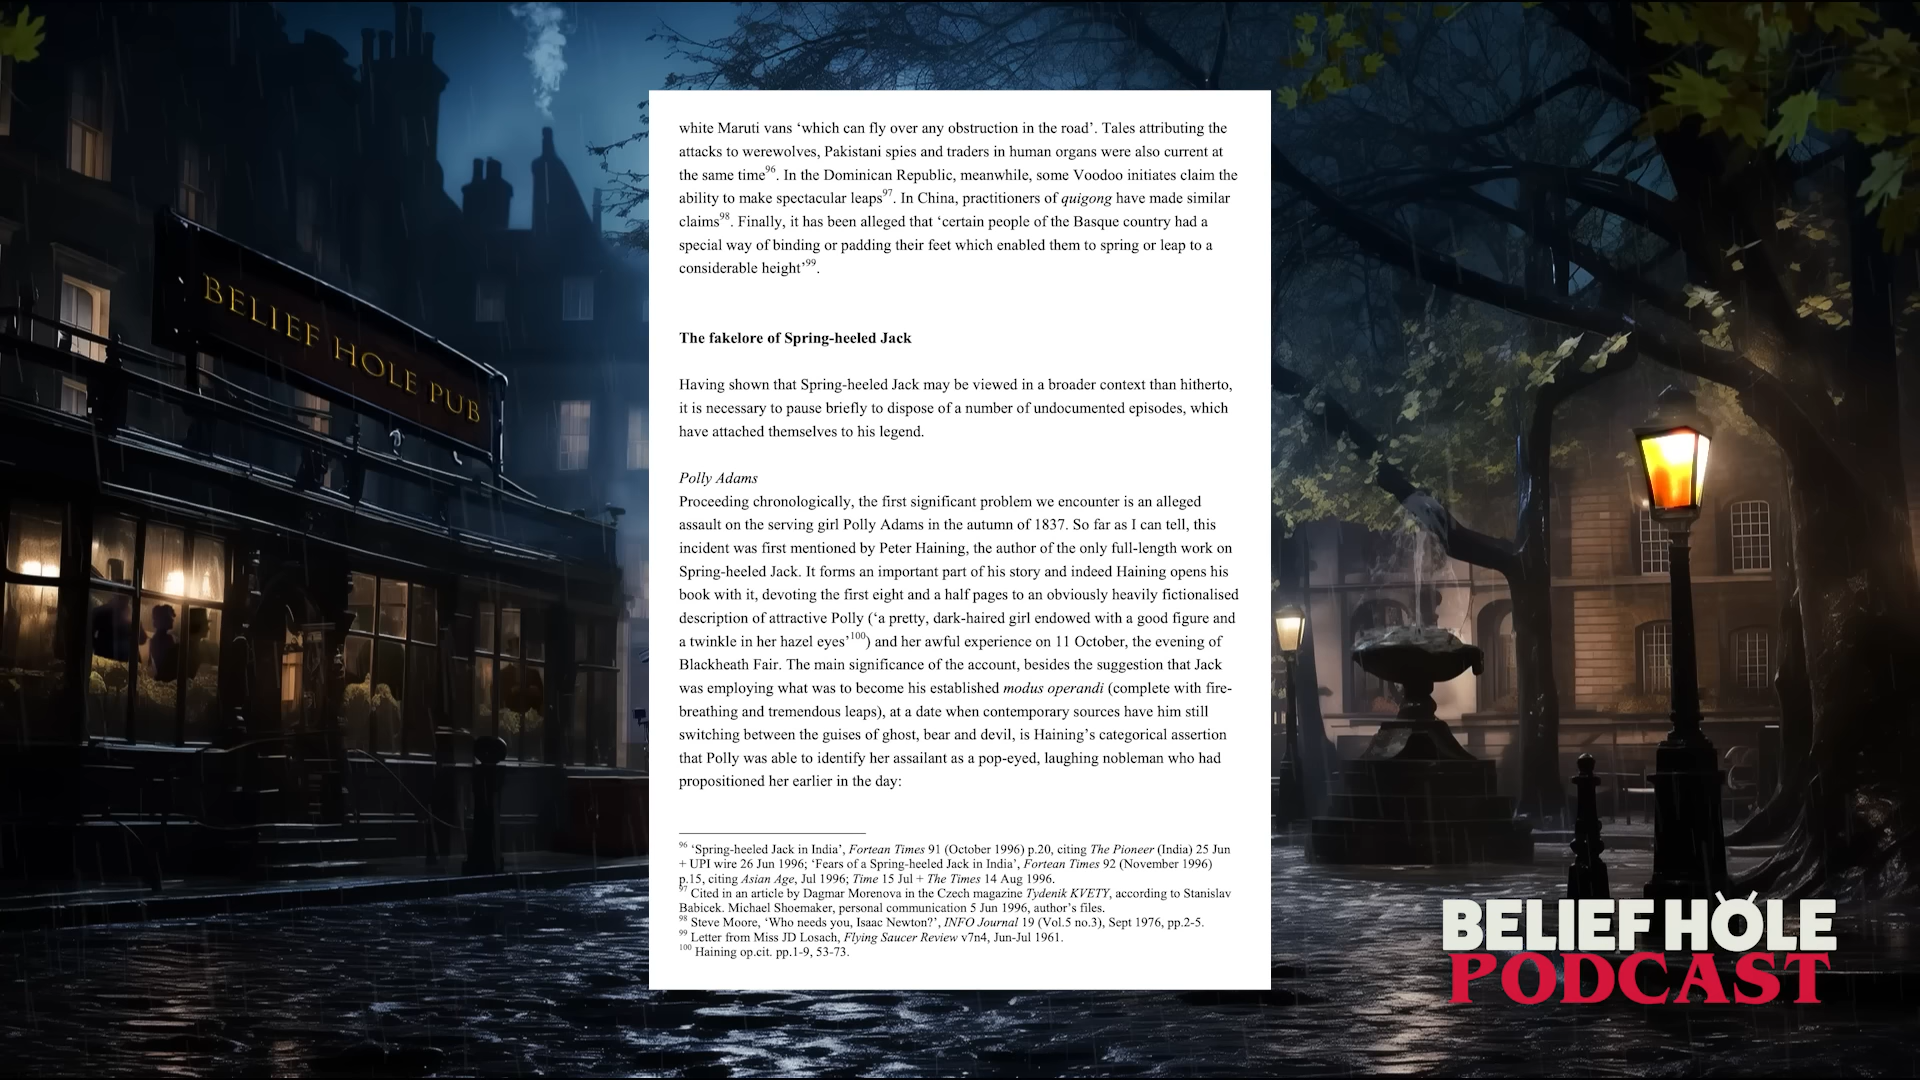 BELIEF HOLE PUB
white Maruti vans ‘which can fly over any obstruction in the road’. Tales attributing the
attacks to werewolves, Pakistani spies and traders in human organs were also current at
the same time96. In the Dominican Republic, meanwhile, some Voodoo initiates claim the
ability to make spectacular leaps97. In China, practitioners of quigong have made similar
claims98. Finally, it has been alleged that ‘certain people of the Basque country had a
special way of binding or padding their feet which enabled them to spring or leap to a
considerable height’99.
The fakelore of Spring-heeled Jack
Having shown that Spring-heeled Jack may be viewed in a broader context than hitherto,
it is necessary to pause briefly to dispose of a number of undocumented episodes, which
have attached themselves to his legend.
Polly Adams
Proceeding chronologically, the first significant problem we encounter is an alleged
assault on the serving girl Polly Adams in the autumn of 1837. So far as I can tell, this
incident was first mentioned by Peter Haining, the author of the only full-length work on
Spring-heeled Jack. It forms an important part of his story and indeed Haining opens his
book with it, devoting the first eight and a half pages to an obviously heavily fictionalised
description of attractive Polly (‘a pretty, dark-haired girl endowed with a good figure and
a twinkle in her hazel eyes’100) and her awful experience on 11 October, the evening of
Blackheath Fair. The main significance of the account, besides the suggestion that Jack
was employing what was to become his established modus operandi (complete with fire-
breathing and tremendous leaps), at a date when contemporary sources have him still
switching between the guises of ghost, bear and devil, is Haining’s categorical assertion
that Polly was able to identify her assailant as a pop-eyed, laughing nobleman who had
propositioned her earlier in the day:
96 ‘Spring-heeled Jack in India’, Fortean Times 91 (October 1996) p.20, citing The Pioneer (India) 25 Jun
+ UPI wire 26 Jun 1996; ‘Fears of a Spring-heeled Jack in India’, Fortean Times 92 (November 1996)
p.15, citing Asian Age, Jul 1996; Time 15 Jul + The Times 14 Aug 1996.
97 Cited in an article by Dagmar Morenova in the Czech magazine Tydenik KVETY, according to Stanislav
Babicek. Michael Shoemaker, personal communication 5 Jun 1996, author’s files.
98 Steve Moore, ‘Who needs you, Isaac Newton?’, INFO Journal 19 (Vol.5 no.3), Sept 1976, pp.2-5.
99 Letter from Miss JD Losach, Flying Saucer Review v7n4, Jun-Jul 1961.
100 Haining op.cit. pp.1-9, 53-73.
BELIEF HOLE
PODCAST